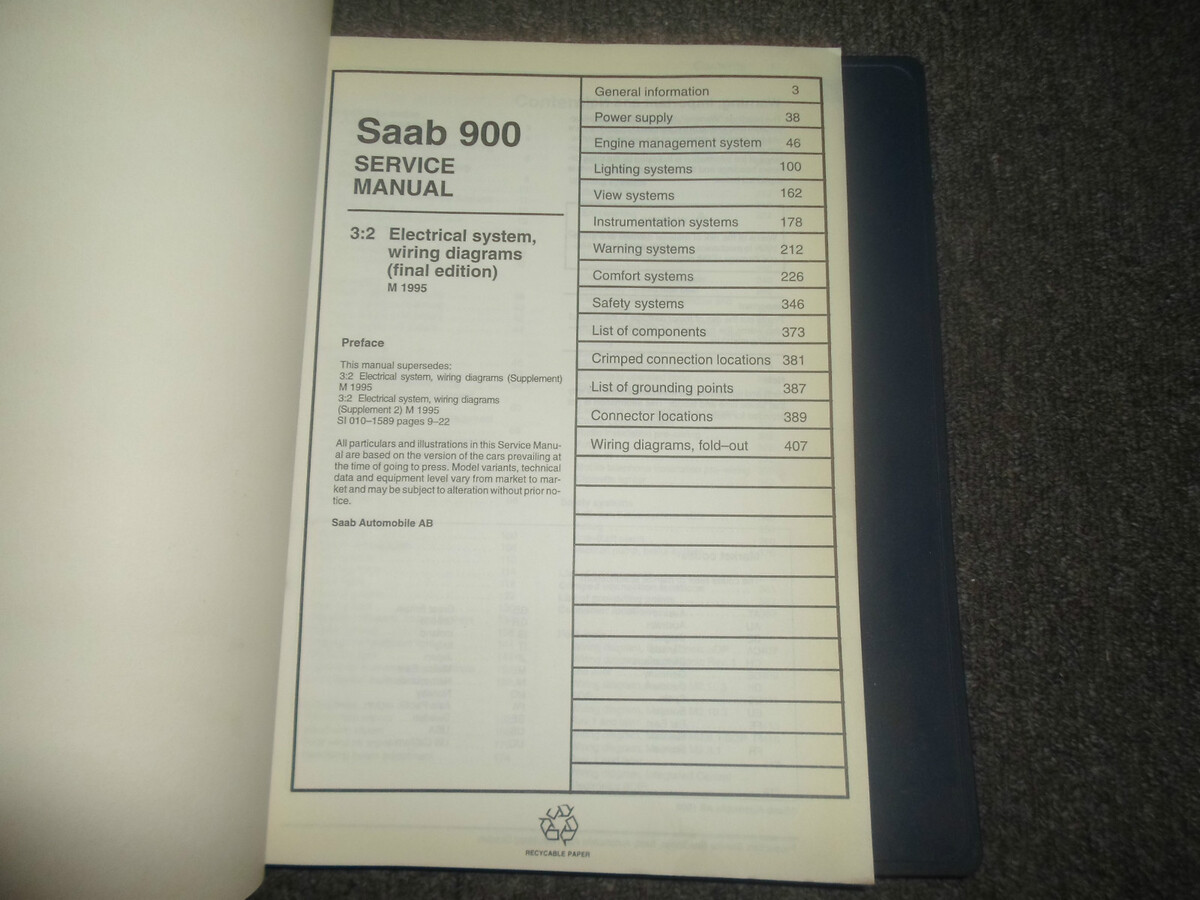 Saab 900
SERVICE
MANUAL
3:2 Electrical system,
wiring diagrams
(final edition)
M 1995
Preface
This manual supersedes:
3:2 Electrical system, wiring diagrams (Supplement)
M 1995
3:2 Electrical system, wiring diagrams
(Supplement 2) M 1995
SI 010–1589 pages 9–22
All particulars and illustrations in this Service Manu-
al are based on the version of the cars prevailing at
the time of going to press. Model variants, technical
data and equipment level vary from market to mar-
ket and may be subject to alteration without prior no-
tice.
Saab Automobile AB
General information 3
Power supply 38
Engine management system 46
Lighting systems 100
View systems 162
Instrumentation systems 178
Warning systems 212
Comfort systems 226
Safety systems 346
List of components 373
Crimped connection locations 381
List of grounding points 387
Connector locations 389
Wiring diagrams, fold–out 407
RECYCABLE PAPER